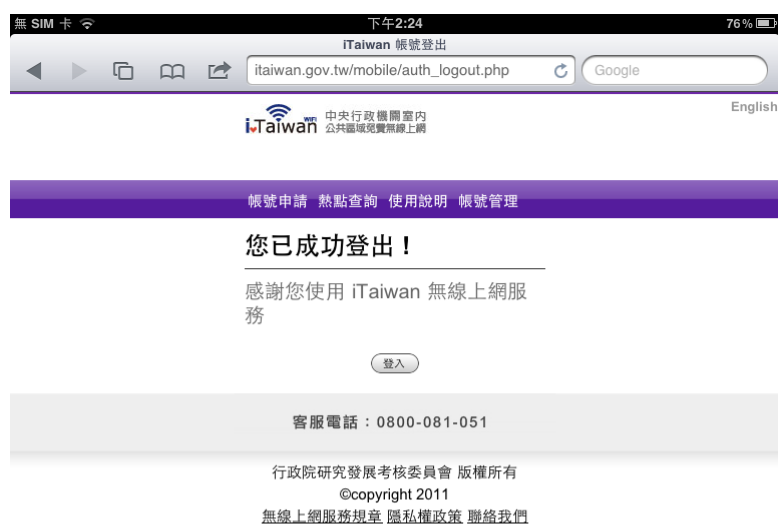 無 SIM 卡
下午2:24
76%
iTaiwan 帳號登出
itaiwan.gov.tw/mobile/auth_logout.php
Google
English
i Taiwan WiFi
中央行政機關室內
公共區域免費無線上網
帳號申請 熱點查詢 使用說明 帳號管理
您已成功登出！
感謝您使用 iTaiwan 無線上網服
務
登入
客服電話：0800-081-051
行政院研究發展考核委員會 版權所有
©copyright 2011
無線上網服務規章 隱私權政策 聯絡我們